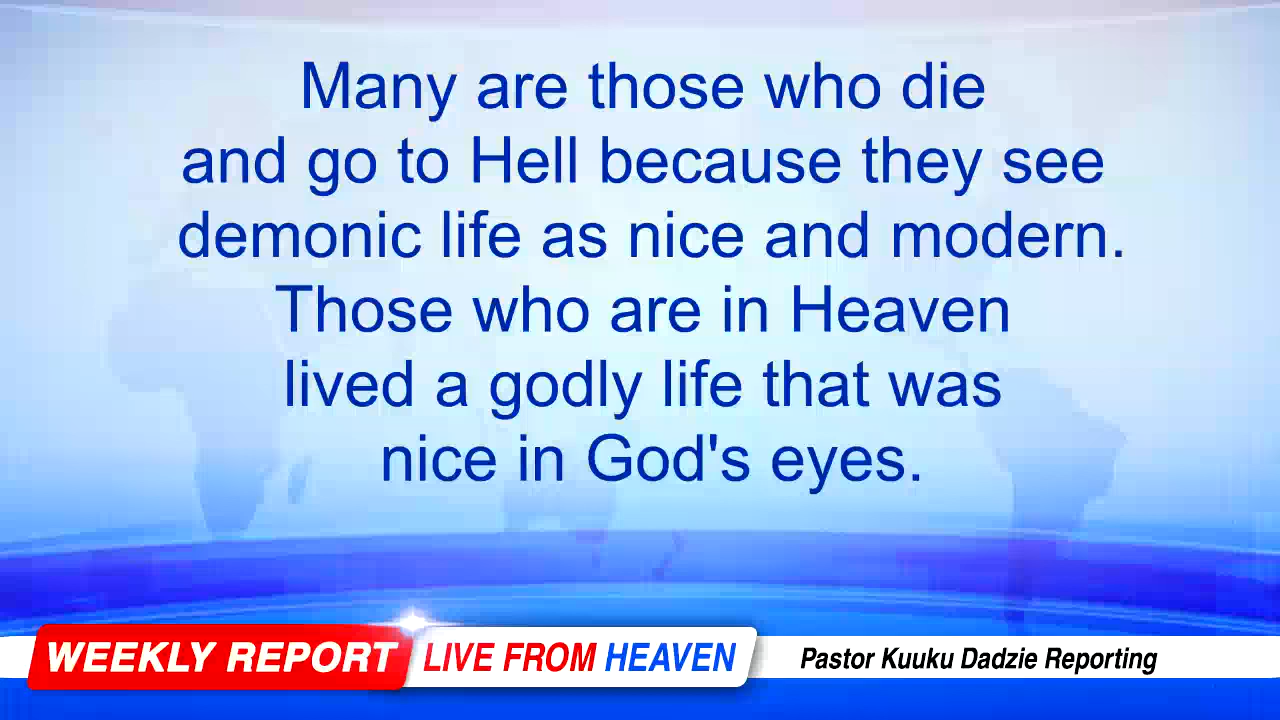 Many are those who die
and go to Hell because they see
demonic life as nice and modern.
Those who are in Heaven
lived a godly life that was
nice in God's eyes.
WEEKLY REPORT LIVE FROM HEAVEN Pastor Kuuku Dadzie Reporting